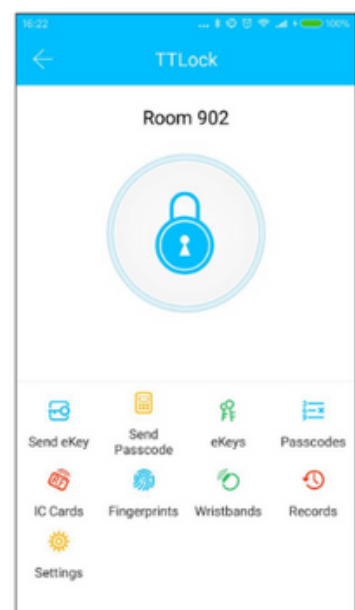 16:22
... 100%
TTLock
Room 902
Send eKey
Send
Passcode
eKeys
Passcodes
IC Cards
Fingerprints
Wristbands
Records
Settings